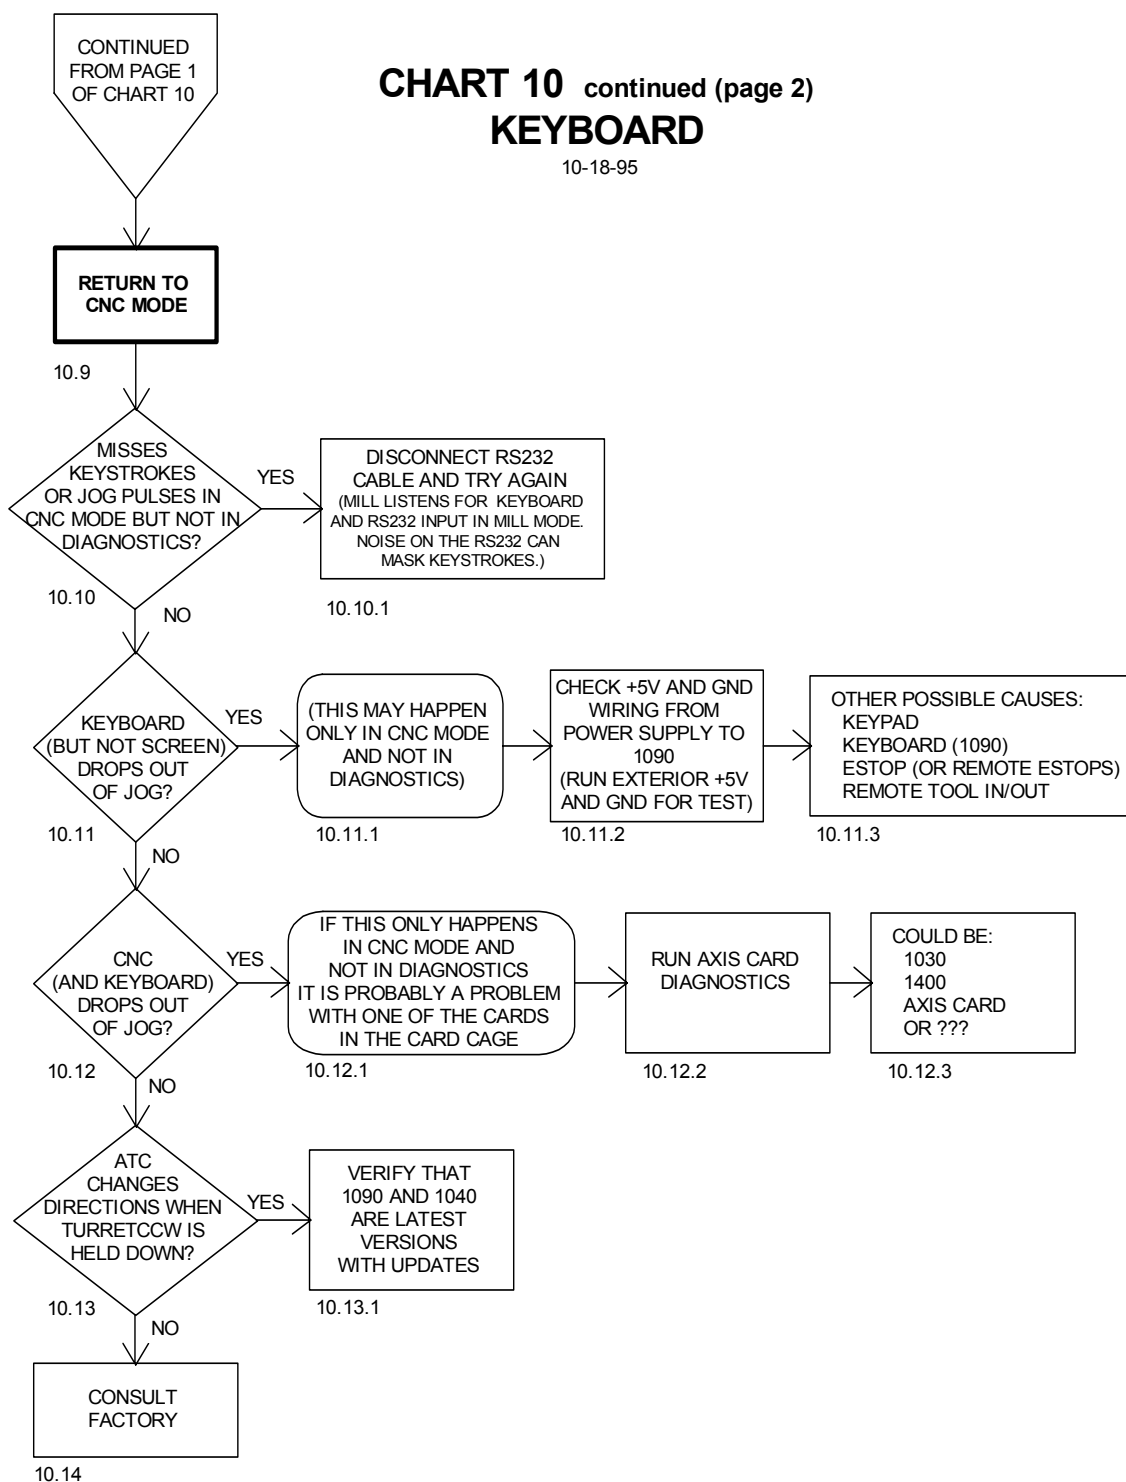 CONTINUED
FROM PAGE 1
OF CHART 10
CHART 10 continued (page 2)
KEYBOARD
10-18-95
RETURN TO
CNC MODE
10.9
MISSES
KEYSTROKES
OR JOG PULSES IN
CNC MODE BUT NOT IN
DIAGNOSTICS?
YES
10.10
NO
DISCONNECT RS232
CABLE AND TRY AGAIN
(MILL LISTENS FOR KEYBOARD
AND RS232 INPUT IN MILL MODE.
NOISE ON THE RS232 CAN
MASK KEYSTROKES.)
10.10.1
KEYBOARD
(BUT NOT SCREEN)
DROPS OUT
OF JOG?
YES
10.11
NO
(THIS MAY HAPPEN
ONLY IN CNC MODE
AND NOT IN
DIAGNOSTICS)
10.11.1
CHECK +5V AND GND
WIRING FROM
POWER SUPPLY TO
1090
(RUN EXTERIOR +5V
AND GND FOR TEST)
10.11.2
OTHER POSSIBLE CAUSES:
KEYPAD
KEYBOARD (1090)
ESTOP (OR REMOTE ESTOPS)
REMOTE TOOL IN/OUT
10.11.3
CNC
(AND KEYBOARD)
DROPS OUT
OF JOG?
YES
10.12
NO
IF THIS ONLY HAPPENS
IN CNC MODE AND
NOT IN DIAGNOSTICS
IT IS PROBABLY A PROBLEM
WITH ONE OF THE CARDS
IN THE CARD CAGE
10.12.1
RUN AXIS CARD
DIAGNOSTICS
10.12.2
COULD BE:
1030
1400
AXIS CARD
OR ???
10.12.3
ATC
CHANGES
DIRECTIONS WHEN
TURRETCCW IS
HELD DOWN?
YES
10.13
NO
VERIFY THAT
1090 AND 1040
ARE LATEST
VERSIONS
WITH UPDATES
10.13.1
CONSULT
FACTORY
10.14